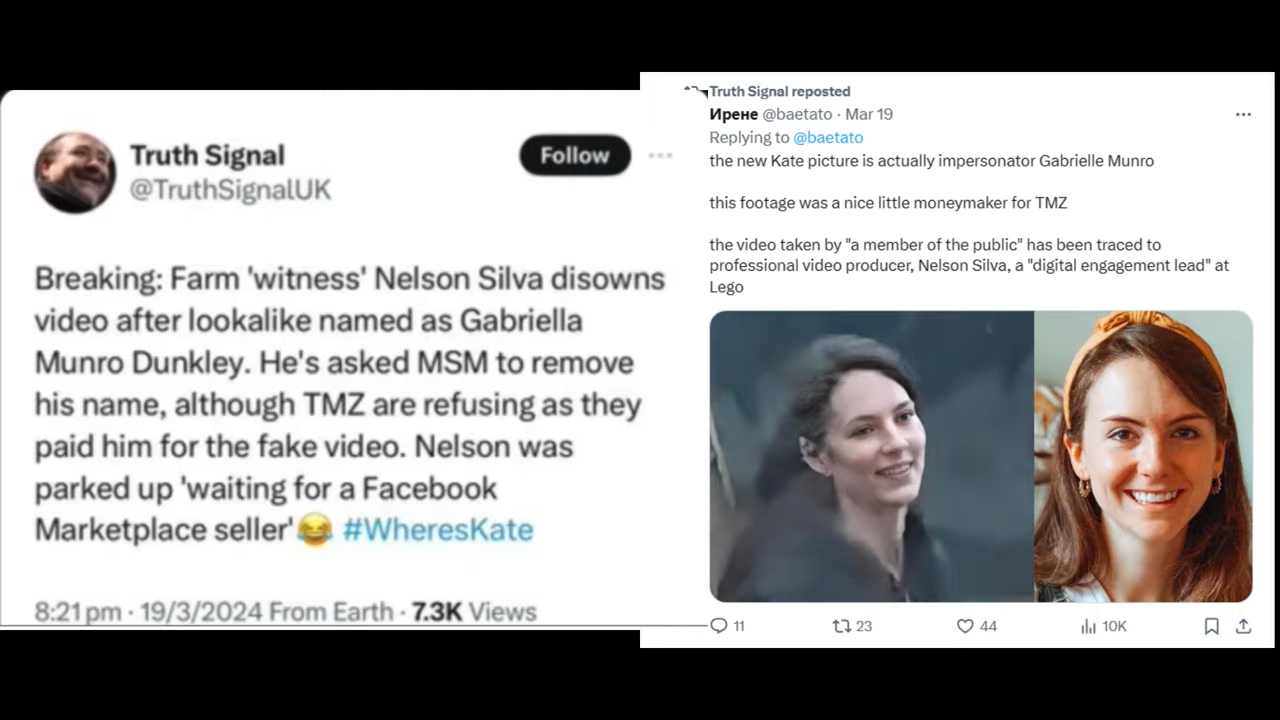 Truth Signal
@TruthSignalUK
Follow
Breaking: Farm 'witness' Nelson Silva disowns
video after lookalike named as Gabriella
Munro Dunkley. He's asked MSM to remove
his name, although TMZ are refusing as they
paid him for the fake video. Nelson was
parked up 'waiting for a Facebook
Marketplace seller'😂 #WheresKate
8:21 pm · 19/3/2024 From Earth · 7.3K Views
Truth Signal reposted
Ирене @baetato · Mar 19
Replying to @baetato
the new Kate picture is actually impersonator Gabrielle Munro
this footage was a nice little moneymaker for TMZ
the video taken by "a member of the public" has been traced to
professional video producer, Nelson Silva, a "digital engagement lead" at
Lego
11 23 44 10K